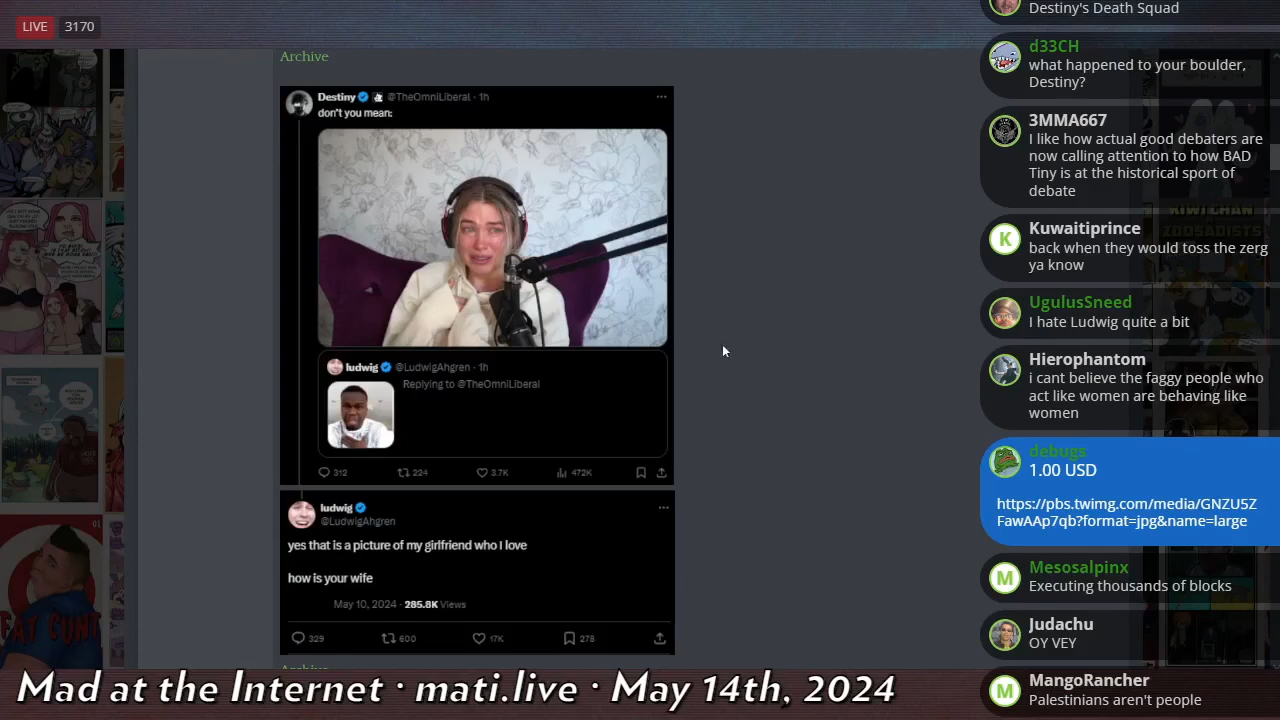 LIVE 3170
Archive
Destiny @TheOmniLiberal · 1h
don't you mean:
ludwig @LudwigAhgren · 1h
Replying to @TheOmniLiberal
312 224 3.7K 472K
ludwig
@LudwigAhgren
yes that is a picture of my girlfriend who I love
how is your wife
May 10, 2024 · 285.8K Views
329 600 17K 278
Archive
Destiny's Death Squad
d33CH
what happened to your boulder,
Destiny?
3MMA667
I like how actual good debaters are
now calling attention to how BAD
Tiny is at the historical sport of
debate
Kuwaitiprince
back when they would toss the zerg
ya know
UgulusSneed
I hate Ludwig quite a bit
Hierophantom
i cant believe the faggy people who
act like women are behaving like
women
debugs
1.00 USD
https://pbs.twimg.com/media/GNZU5Z
FawAAp7qb?format=jpg&name=large
Mesosalpinx
Executing thousands of blocks
Judachu
OY VEY
MangoRancher
Palestinians aren't people
KIWI CHAN
ZOOSADISTS
FAT CUNT
Mad at the Internet · mati.live · May 14th, 2024